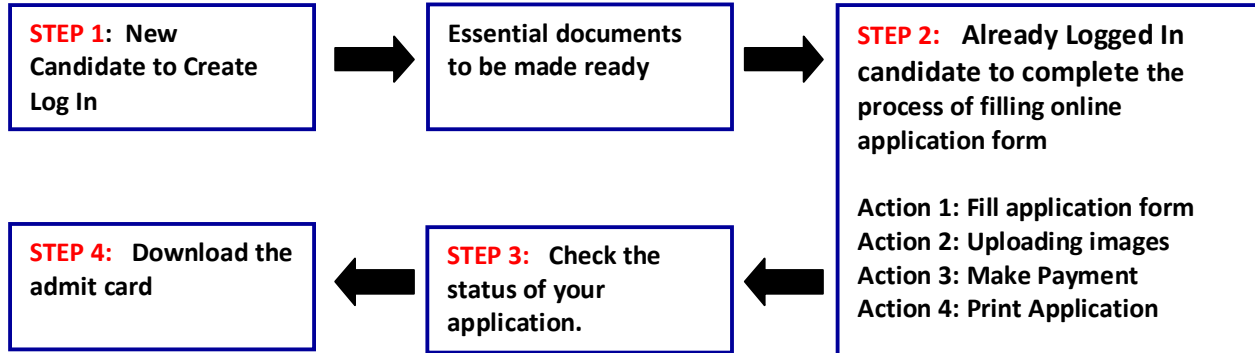 STEP 1:  New
Candidate to Create
Log In
Essential documents
to be made ready
STEP 2:   Already Logged In
candidate to complete the
process of filling online
application form
Action 1: Fill application form
Action 2: Uploading images
Action 3: Make Payment
Action 4: Print Application
STEP 3:   Check the
status of your
application.
STEP 4:   Download the
admit card